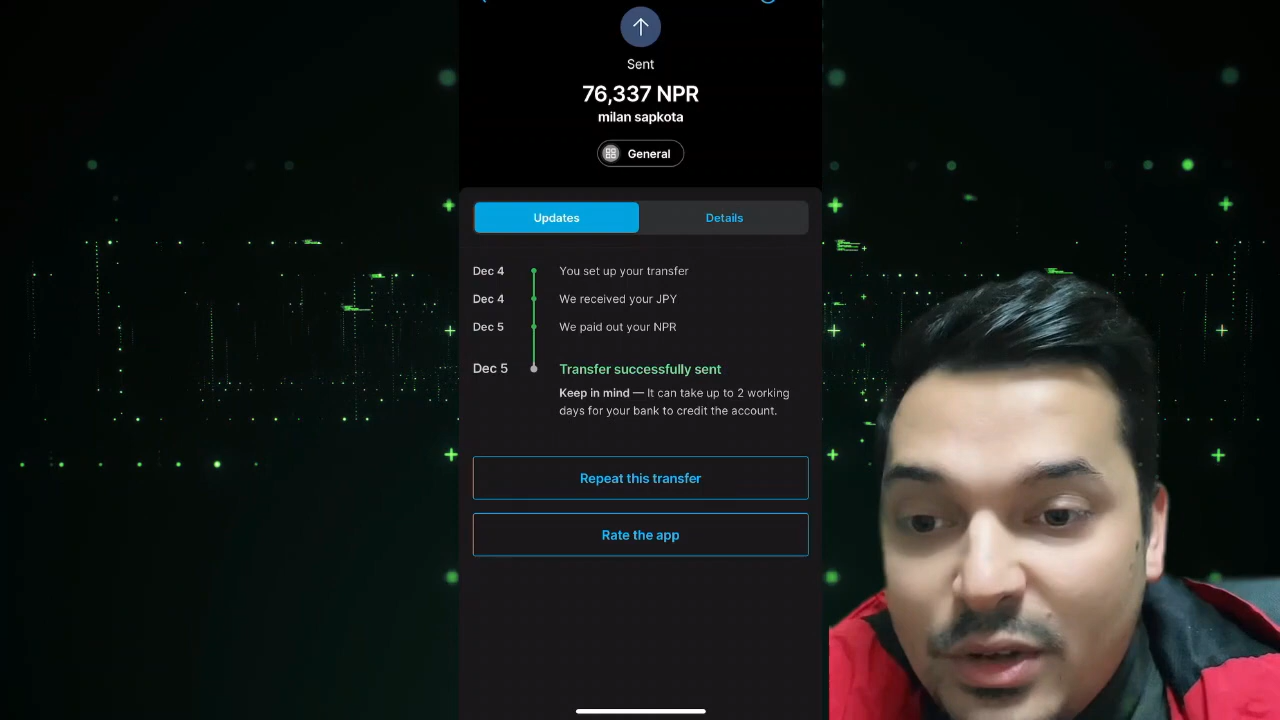 Sent
76,337 NPR
milan sapkota
General
Updates
Details
Dec 4
You set up your transfer
Dec 4
We received your JPY
Dec 5
We paid out your NPR
Dec 5
Transfer successfully sent
Keep in mind — It can take up to 2 working
days for your bank to credit the account.
Repeat this transfer
Rate the app